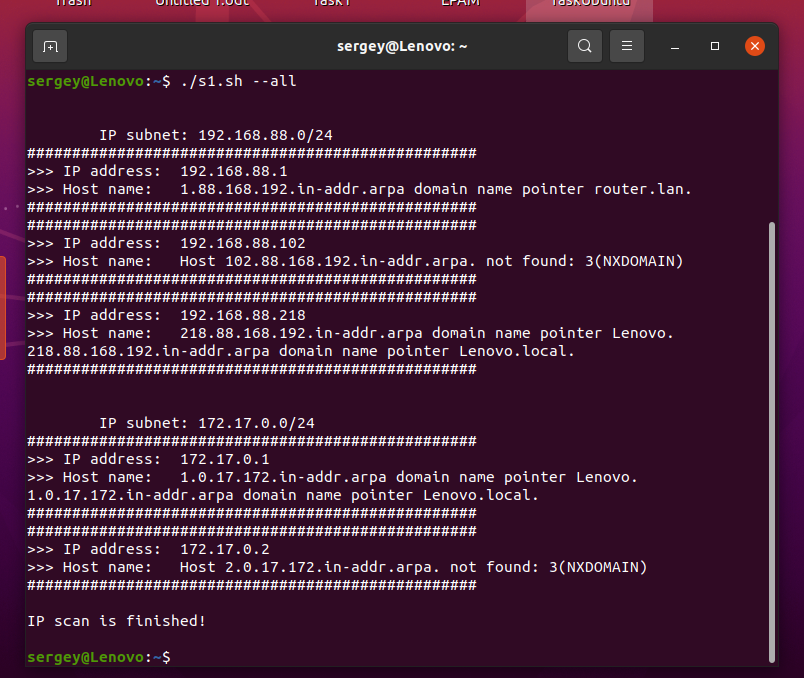 Trash Untitled 1.odt Task1 EPAM TaskUbuntu
sergey@Lenovo: ~
sergey@Lenovo:~$ ./s1.sh --all
IP subnet: 192.168.88.0/24
##################################################
>>> IP address:  192.168.88.1
>>> Host name:   1.88.168.192.in-addr.arpa domain name pointer router.lan.
##################################################
##################################################
>>> IP address:  192.168.88.102
>>> Host name:   Host 102.88.168.192.in-addr.arpa. not found: 3(NXDOMAIN)
##################################################
##################################################
>>> IP address:  192.168.88.218
>>> Host name:   218.88.168.192.in-addr.arpa domain name pointer Lenovo.
218.88.168.192.in-addr.arpa domain name pointer Lenovo.local.
##################################################
IP subnet: 172.17.0.0/24
##################################################
>>> IP address:  172.17.0.1
>>> Host name:   1.0.17.172.in-addr.arpa domain name pointer Lenovo.
1.0.17.172.in-addr.arpa domain name pointer Lenovo.local.
##################################################
##################################################
>>> IP address:  172.17.0.2
>>> Host name:   Host 2.0.17.172.in-addr.arpa. not found: 3(NXDOMAIN)
##################################################
IP scan is finished!
sergey@Lenovo:~$